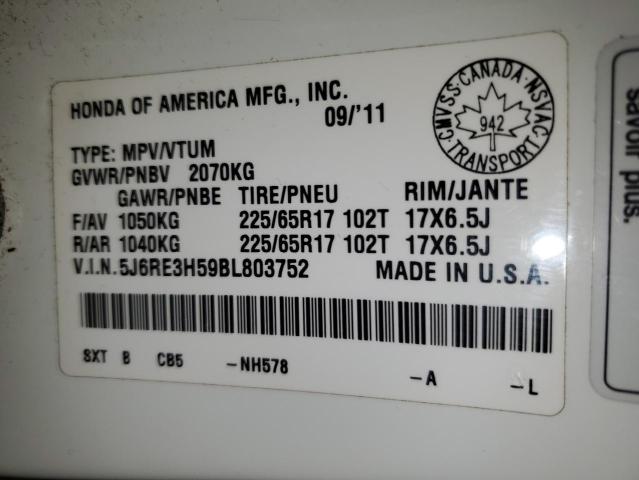 HONDA OF AMERICA MFG., INC.
09/'11
CMVSS·CANADA·NSVAC
942
·TRANSPORT·
TYPE: MPV/VTUM
GVWR/PNBV 2070KG
GAWR/PNBE TIRE/PNEU RIM/JANTE
F/AV 1050KG 225/65R17 102T 17X6.5J
R/AR 1040KG 225/65R17 102T 17X6.5J
V.I.N.5J6RE3H59BL803752 MADE IN U.S.A.
SXT B CB5 -NH578 -A -L
savoir plus.